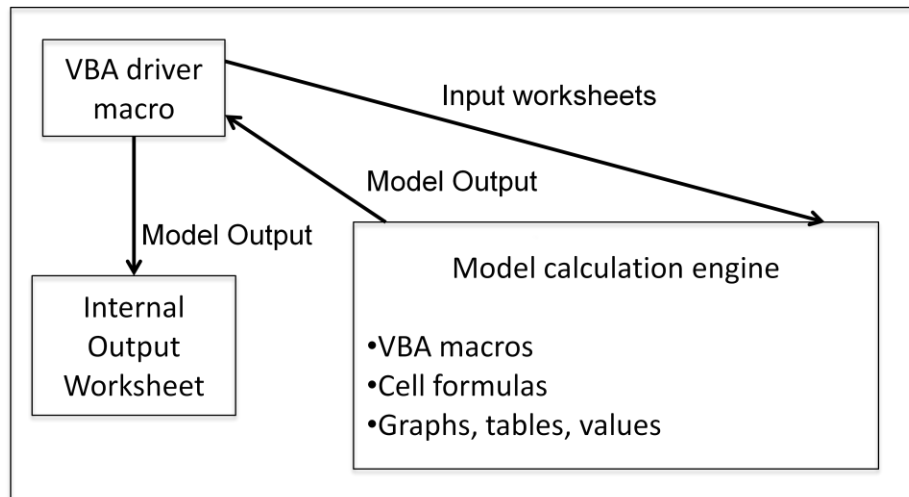 VBA driver
macro
Input worksheets
Model Output
Model Output
Internal
Output
Worksheet
Model calculation engine
•VBA macros
•Cell formulas
•Graphs, tables, values